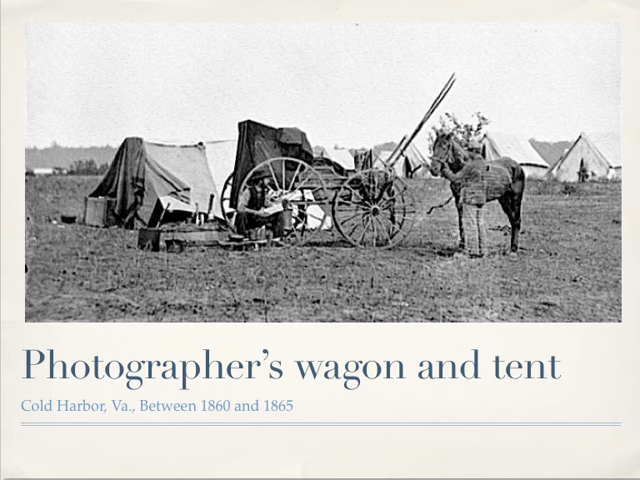 Photographer’s wagon and tent
Cold Harbor, Va., Between 1860 and 1865